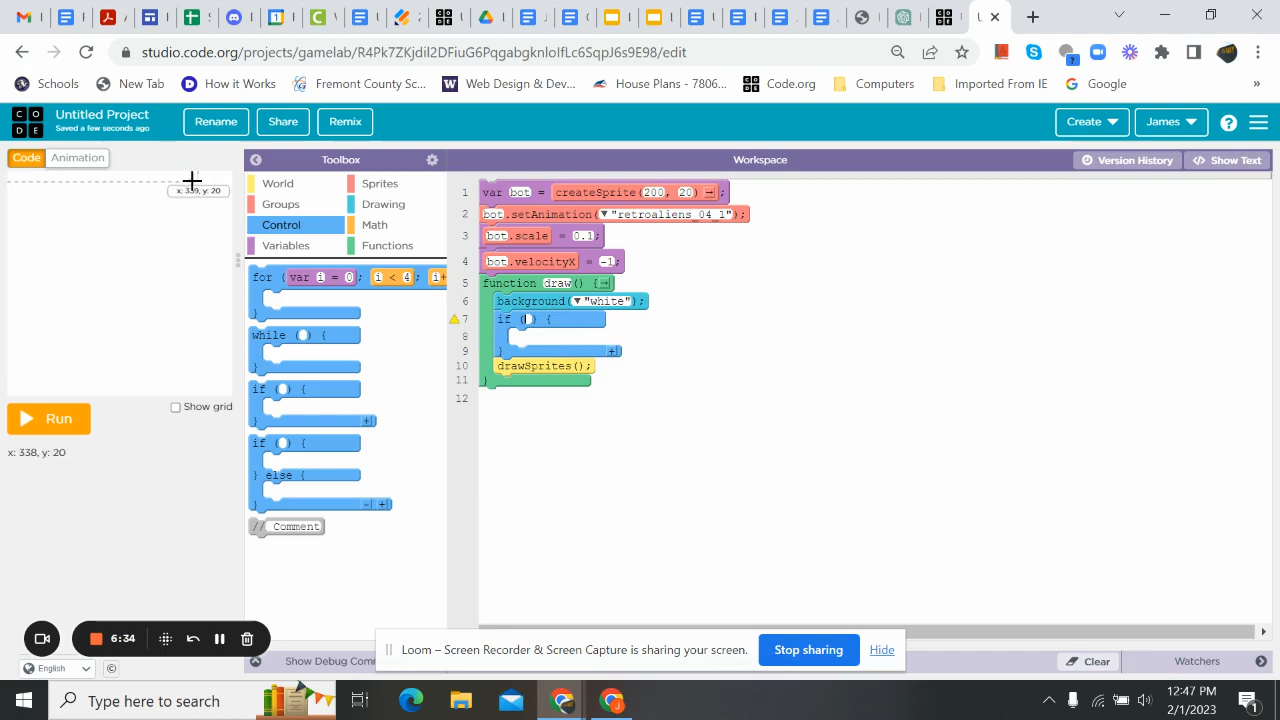 studio.code.org/projects/gamelab/R4Pk7ZKjdil2DFiuG6PqgabgknloIfLc6SqpJ6s9E98/edit
Schools New Tab How it Works Fremont County Sc... Web Design & Dev... House Plans - 7806... Code.org Computers Imported From IE Google »
Untitled Project
Saved a few seconds ago
Rename Share Remix Create James
CODE
Code Animation
Toolbox
Workspace
Version History Show Text
x: 339, y: 20
World Sprites
Groups Drawing
Control Math
Variables Functions
for ( var i = 0; i < 4; i+
}
while ( ) {
}
if ( ) {
}
if ( ) {
} else {
}
// Comment
1 var bot = createSprite(200, 20);
2 bot.setAnimation("retroaliens_04_1");
3 bot.scale = 0.1;
4 bot.velocityX = -1;
5 function draw() {
6 background("white");
7 if ( ) {
8
9 }
10 drawSprites();
11 }
12
Show grid
Run
x: 338, y: 20
6:34
Loom – Screen Recorder & Screen Capture is sharing your screen. Stop sharing Hide
English
Show Debug Com
Clear Watchers
Type here to search
12:47 PM
2/1/2023